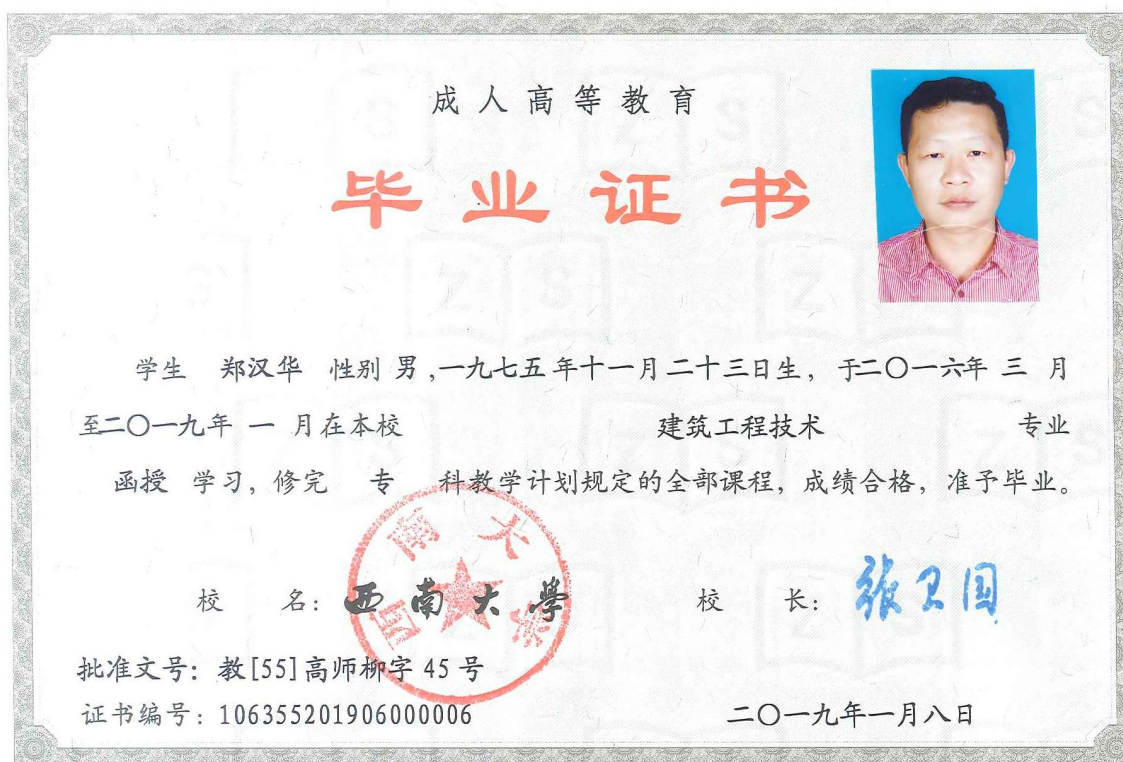 成人高等教育
毕业证书
学生 郑汉华 性别 男,一九七五年十一月二十三日生,于二〇一六年 三 月
至二〇一九年 一 月在本校 建筑工程技术 专业
函授 学习,修完 专 科教学计划规定的全部课程,成绩合格,准予毕业。
校 名:西南大學 校 长:张卫国
西南大学
批准文号:教[55]高师柳字 45 号
证书编号:106355201906000006 二〇一九年一月八日